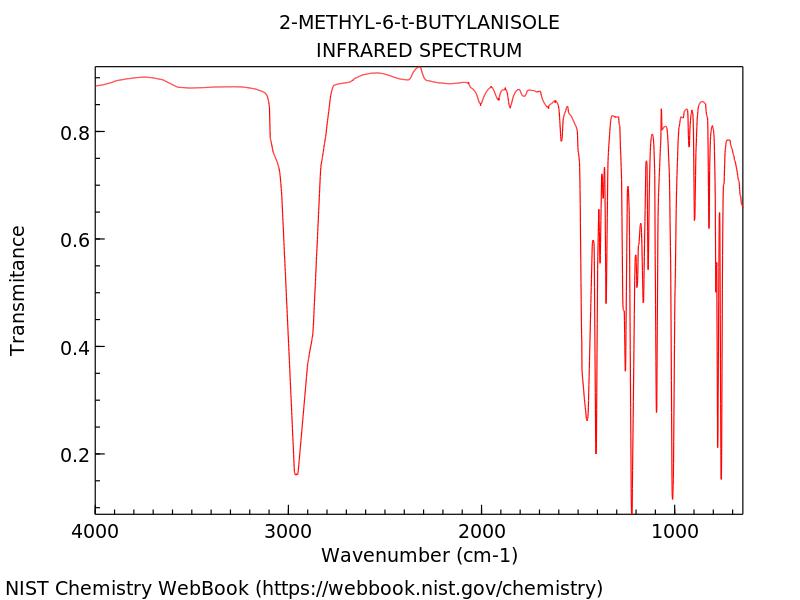 2-METHYL-6-t-BUTYLANISOLE
INFRARED SPECTRUM
0.8
0.6
0.4
0.2
Transmitance
4000 3000 2000 1000
Wavenumber (cm-1)
NIST Chemistry WebBook (https://webbook.nist.gov/chemistry)